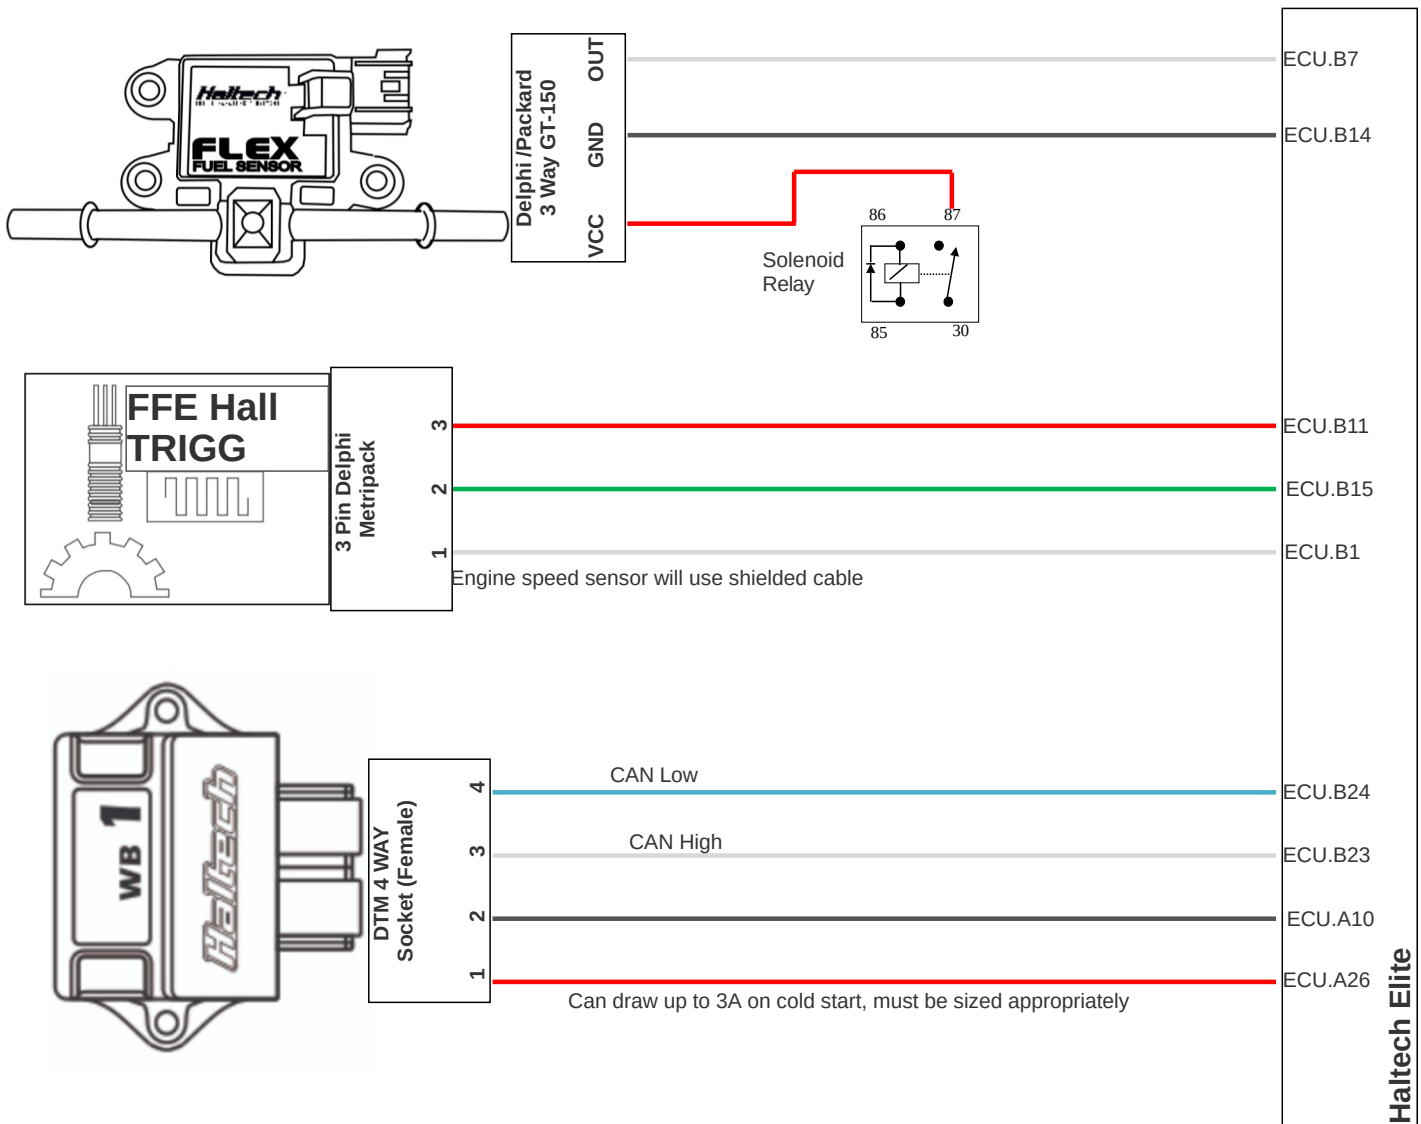 Haltech
FLEX
FUEL SENSOR
Delphi /Packard
3 Way GT-150
OUT
GND
VCC
ECU.B7
ECU.B14
86
87
Solenoid
Relay
85
30
FFE Hall
TRIGG
3 Pin Delphi
Metripack
3
2
1
ECU.B11
ECU.B15
ECU.B1
Engine speed sensor will use shielded cable
WB 1
Haltech
DTM 4 WAY
Socket (Female)
4
3
2
1
CAN Low
CAN High
ECU.B24
ECU.B23
ECU.A10
ECU.A26
Can draw up to 3A on cold start, must be sized appropriately
Haltech Elite